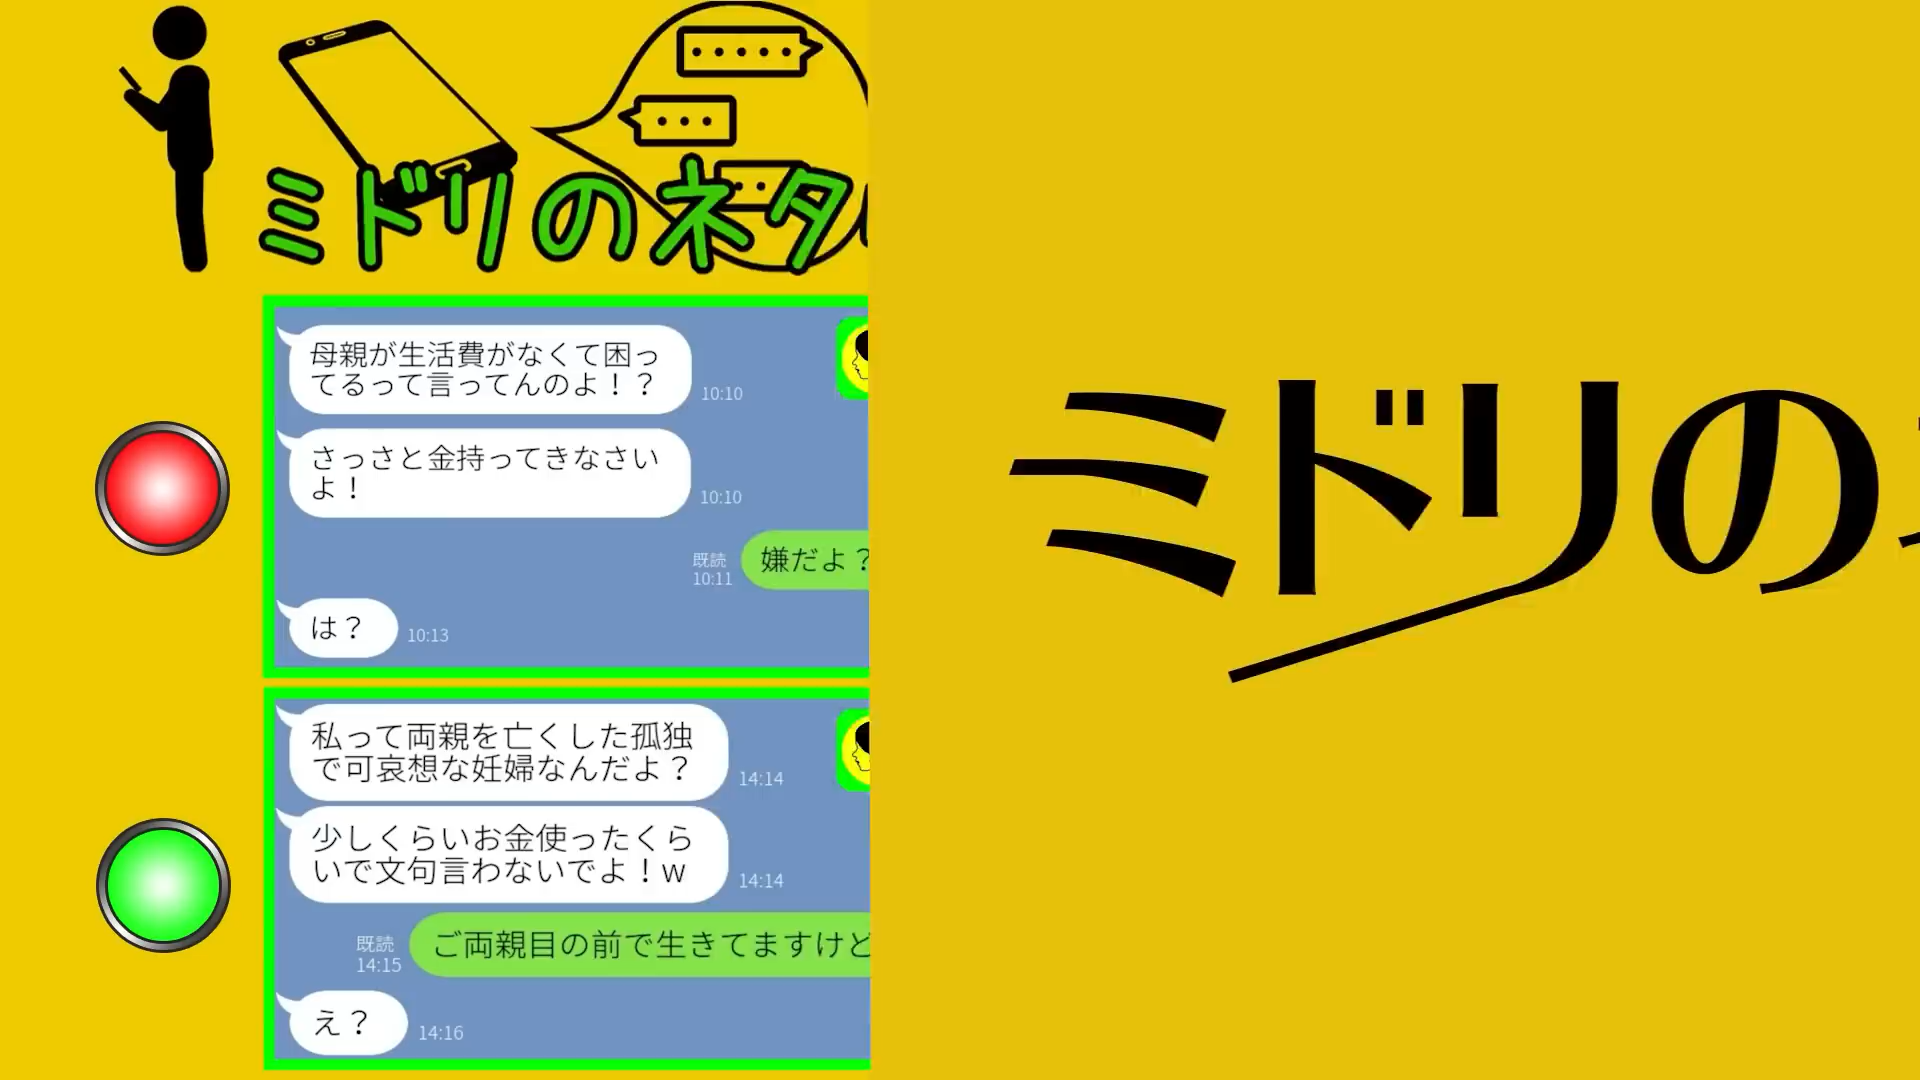 ミドリのネタ
母親が生活費がなくて困っ
てるって言ってんのよ！？
10:10
さっさと金持ってきなさい
よ！
10:10
嫌だよ？
既読
10:11
は？
10:13
私って両親を亡くした孤独
で可哀想な妊婦なんだよ？
14:14
少しくらいお金使ったくら
いで文句言わないでよ！w
14:14
ご両親目の前で生きてますけど
既読
14:15
え？
14:16
ミドリの